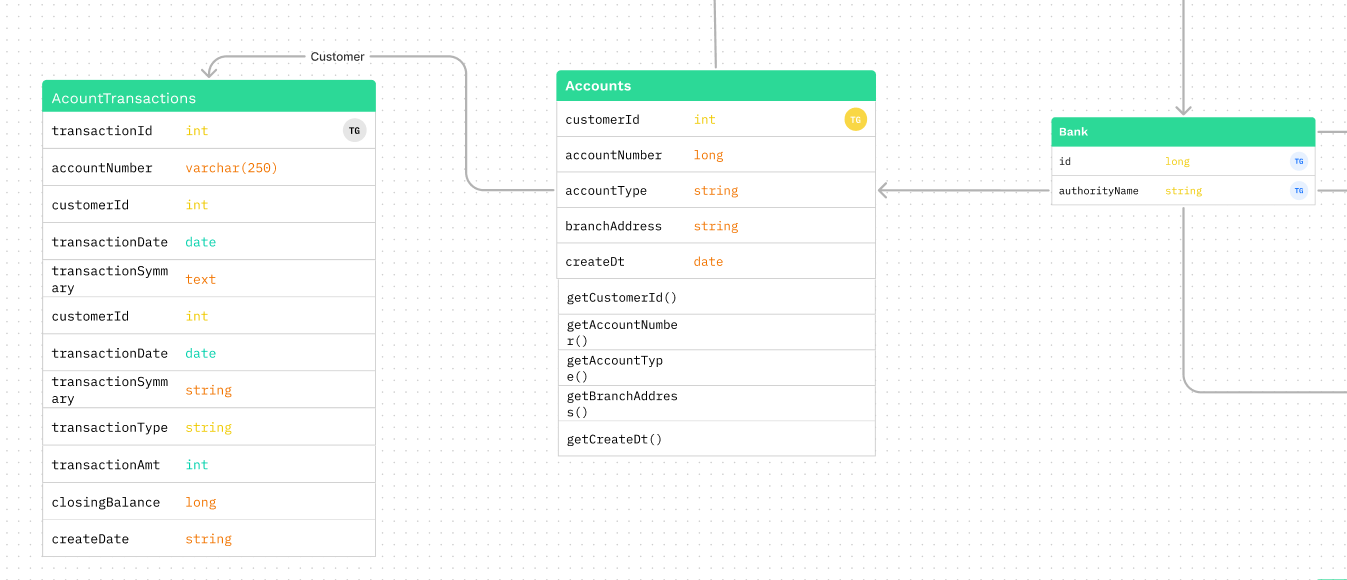 Customer
AcountTransactions
transactionId int TG
accountNumber varchar(250)
customerId int
transactionDate date
transactionSymm
ary text
customerId int
transactionDate date
transactionSymm
ary string
transactionType string
transactionAmt int
closingBalance long
createDate string
Accounts
customerId int TG
accountNumber long
accountType string
branchAddress string
createDt date
getCustomerId()
getAccountNumbe
r()
getAccountTyp
e()
getBranchAddres
s()
getCreateDt()
Bank
id long TG
authorityName string TG